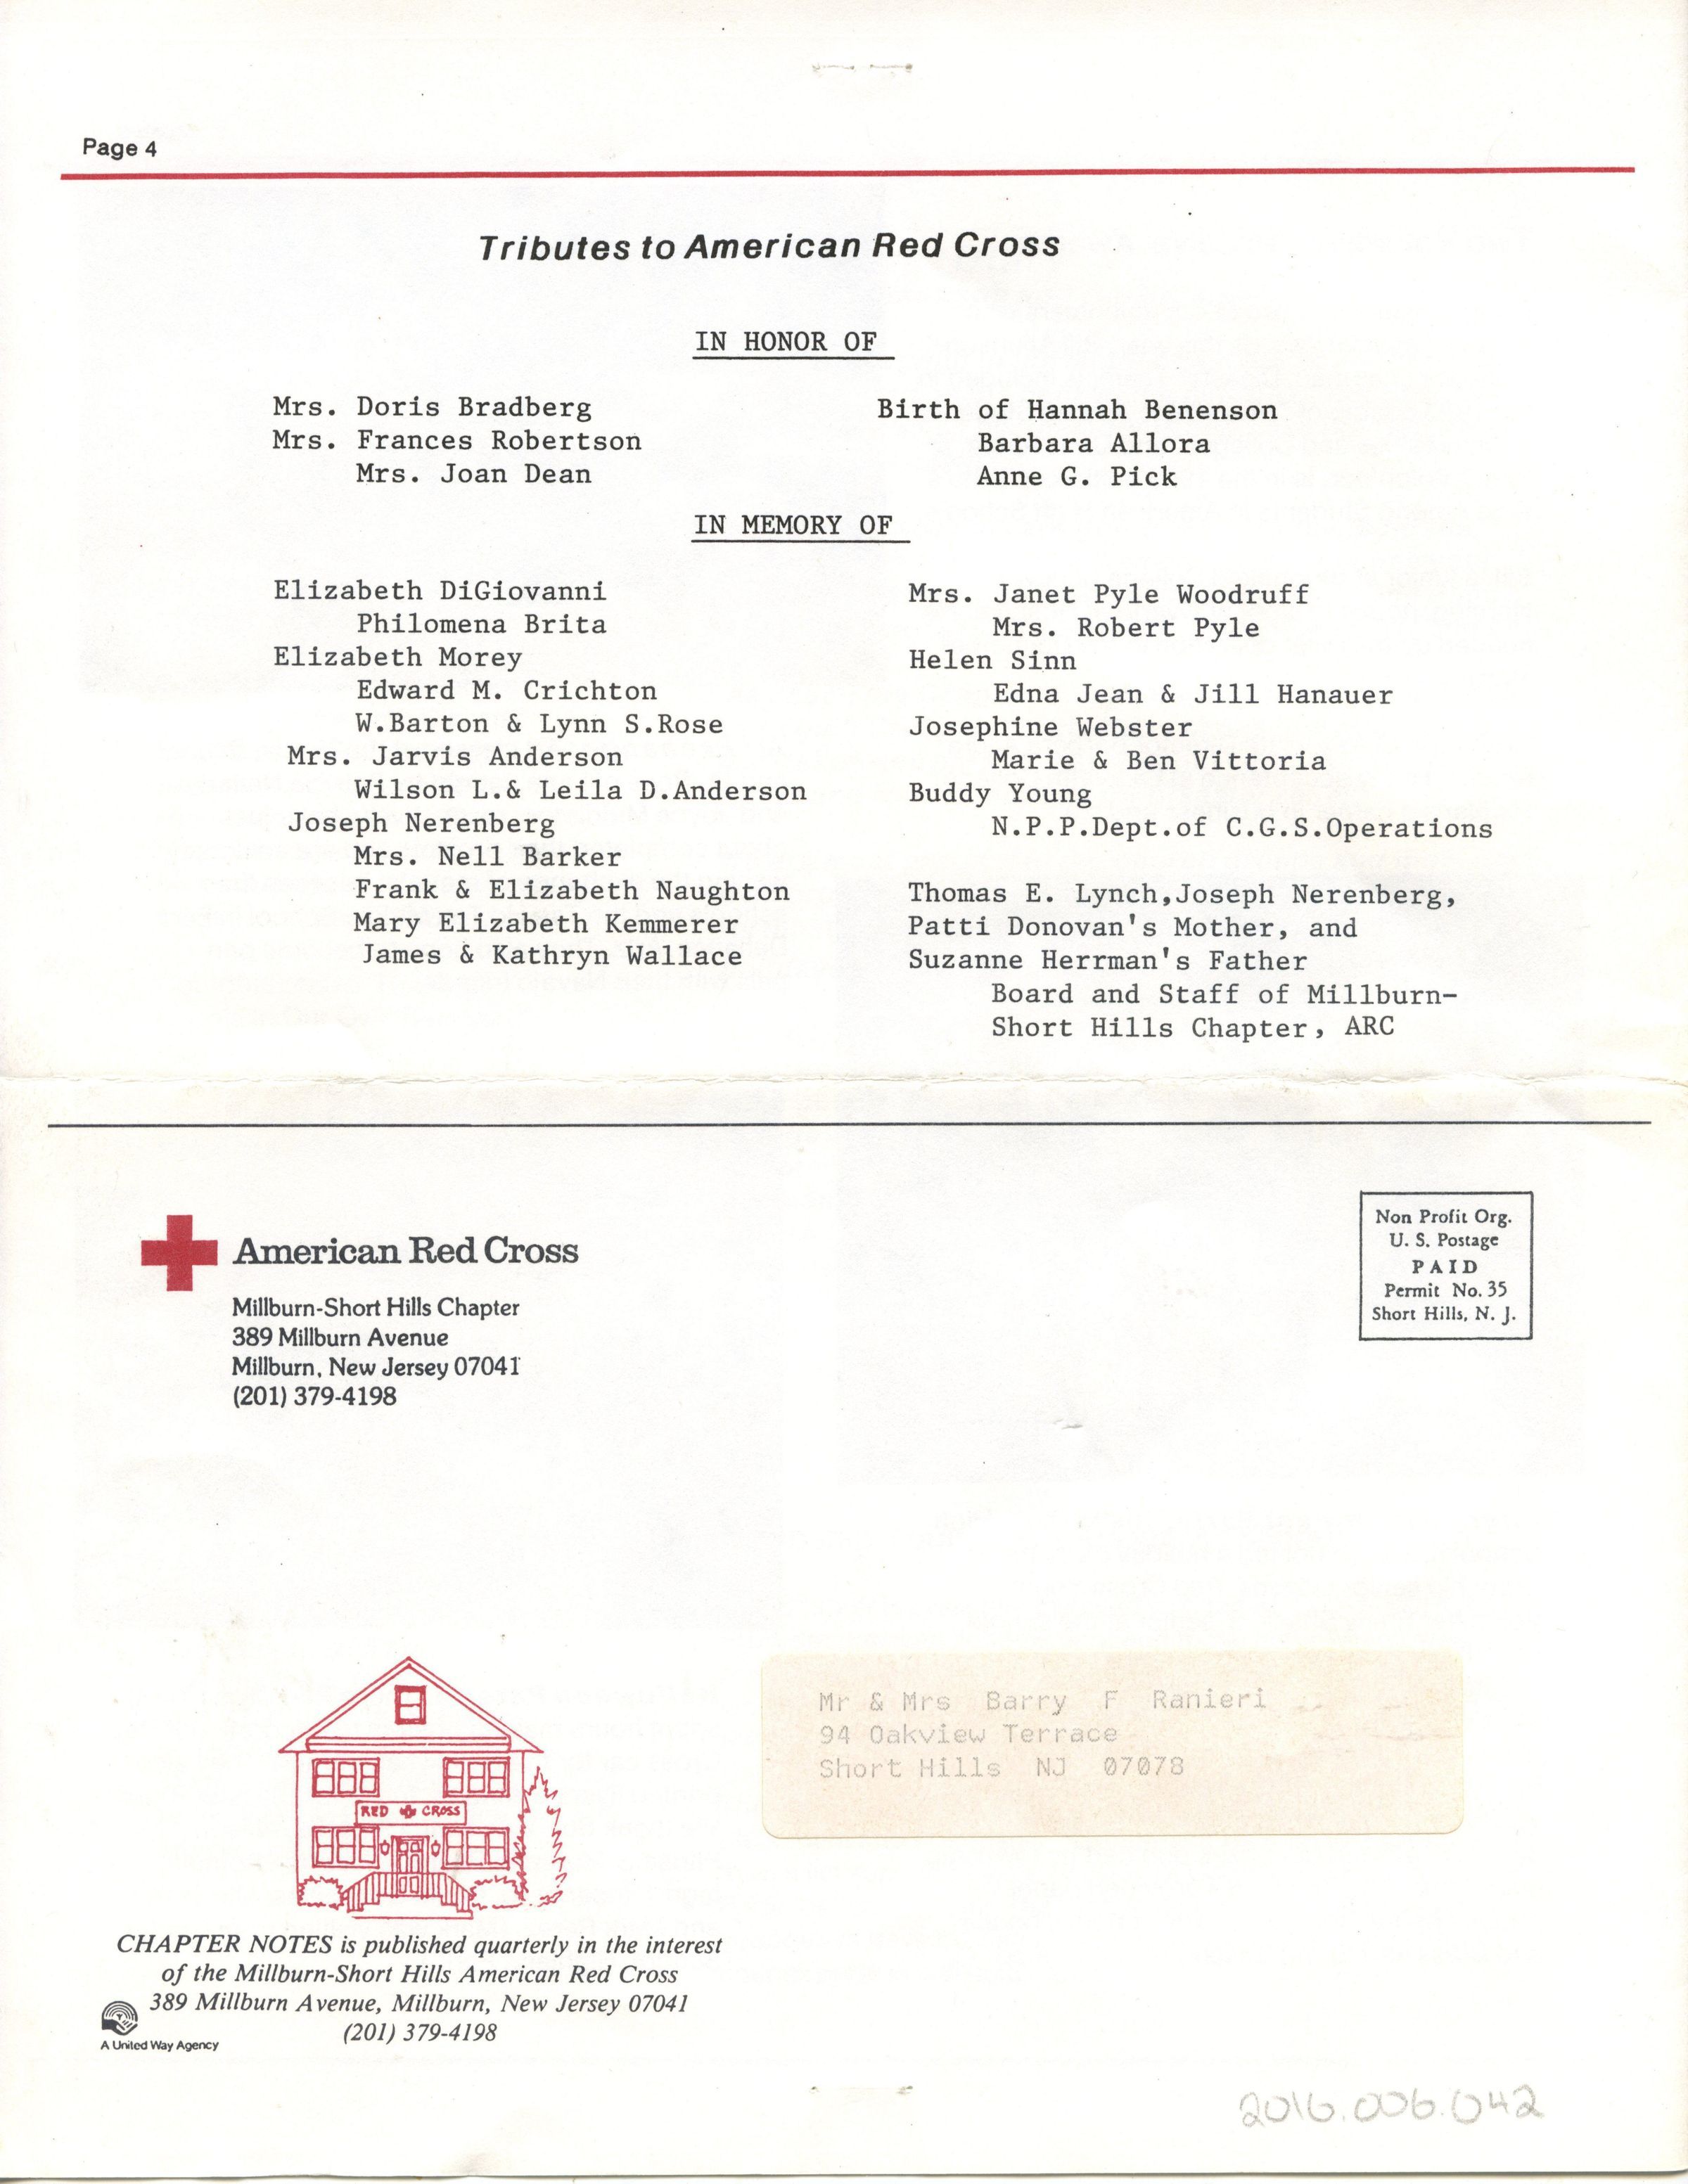 Page 4
Tributes to American Red Cross
IN HONOR OF
Mrs. Doris Bradberg
Mrs. Frances Robertson
Mrs. Joan Dean
Birth of Hannah Benenson
Barbara Allora
Anne G. Pick
IN MEMORY OF
Elizabeth DiGiovanni
Philomena Brita
Elizabeth Morey
Edward M. Crichton
W.Barton & Lynn S.Rose
Mrs. Jarvis Anderson
Wilson L.& Leila D.Anderson
Joseph Nerenberg
Mrs. Nell Barker
Frank & Elizabeth Naughton
Mary Elizabeth Kemmerer
James & Kathryn Wallace
Mrs. Janet Pyle Woodruff
Mrs. Robert Pyle
Helen Sinn
Edna Jean & Jill Hanauer
Josephine Webster
Marie & Ben Vittoria
Buddy Young
N.P.P.Dept.of C.G.S.Operations
Thomas E. Lynch,Joseph Nerenberg,
Patti Donovan's Mother, and
Suzanne Herrman's Father
Board and Staff of Millburn-
Short Hills Chapter, ARC
American Red Cross
Millburn-Short Hills Chapter
389 Millburn Avenue
Millburn, New Jersey 07041
(201) 379-4198
Non Profit Org.
U. S. Postage
PAID
Permit No. 35
Short Hills, N. J.
Mr & Mrs Barry F Ranieri
94 Oakview Terrace
Short Hills NJ 07078
RED CROSS
CHAPTER NOTES is published quarterly in the interest
of the Millburn-Short Hills American Red Cross
389 Millburn Avenue, Millburn, New Jersey 07041
(201) 379-4198
A United Way Agency
2016.006.042